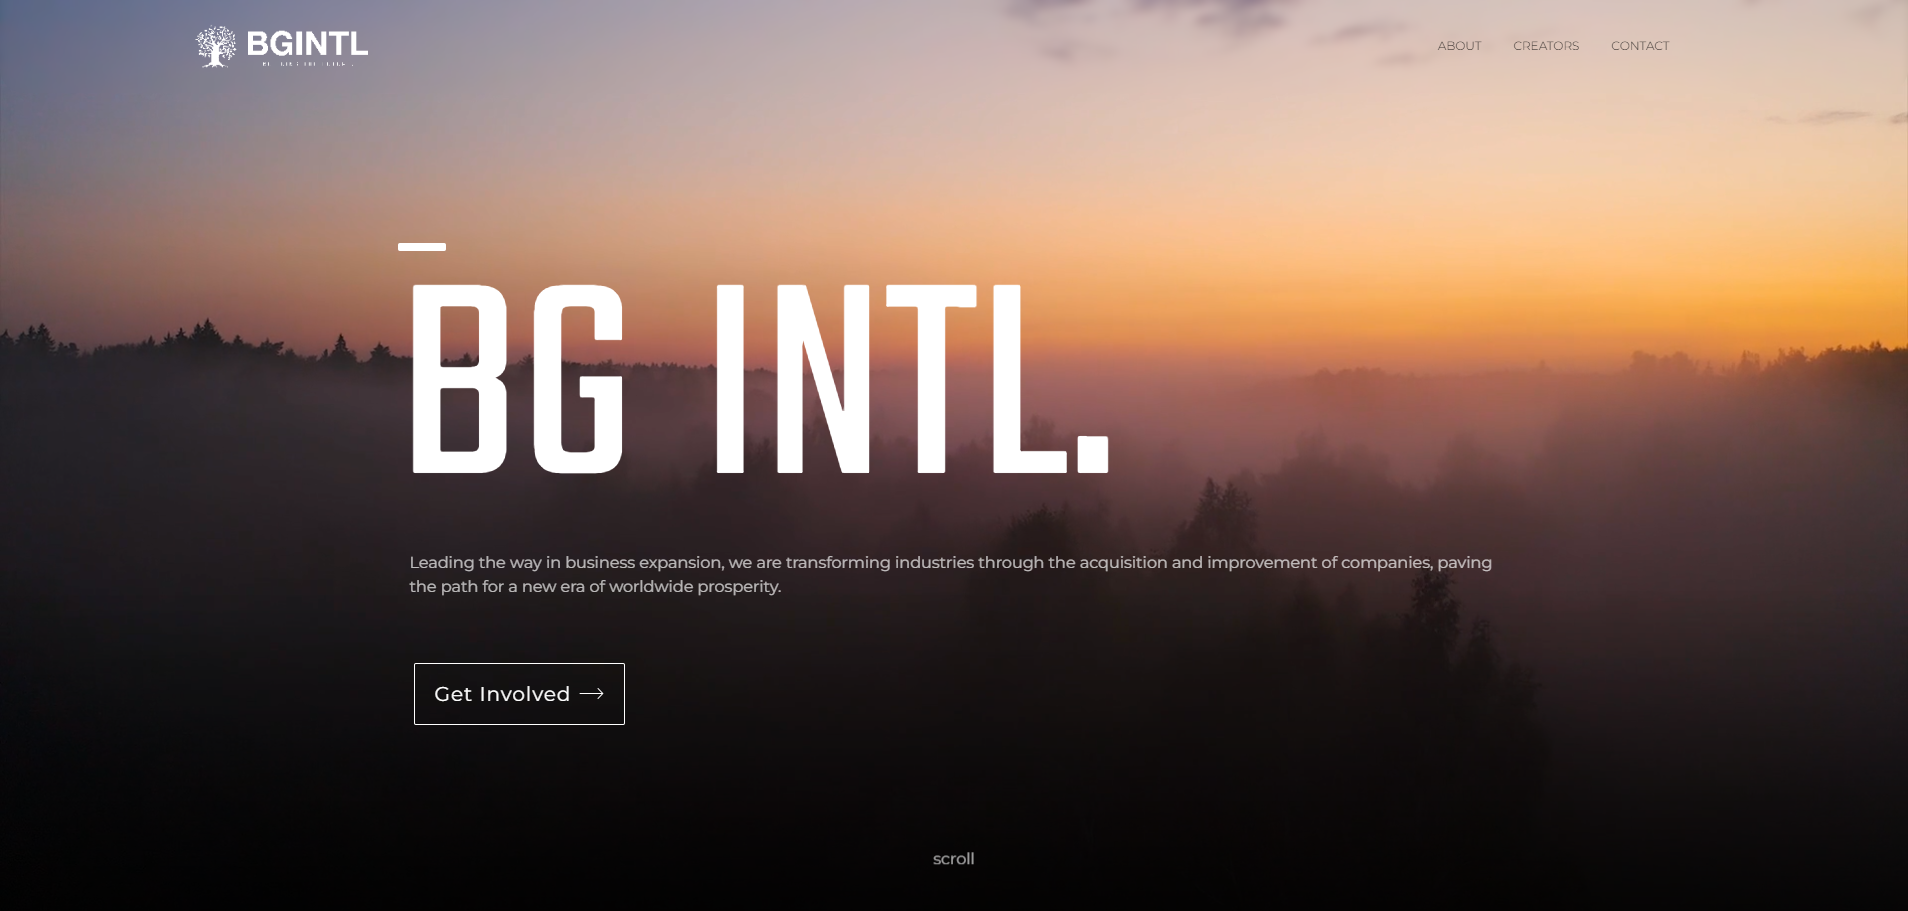 BGINTL
ABOUT CREATORS CONTACT
BG INTL.
Leading the way in business expansion, we are transforming industries through the acquisition and improvement of companies, paving
the path for a new era of worldwide prosperity.
Get Involved
scroll